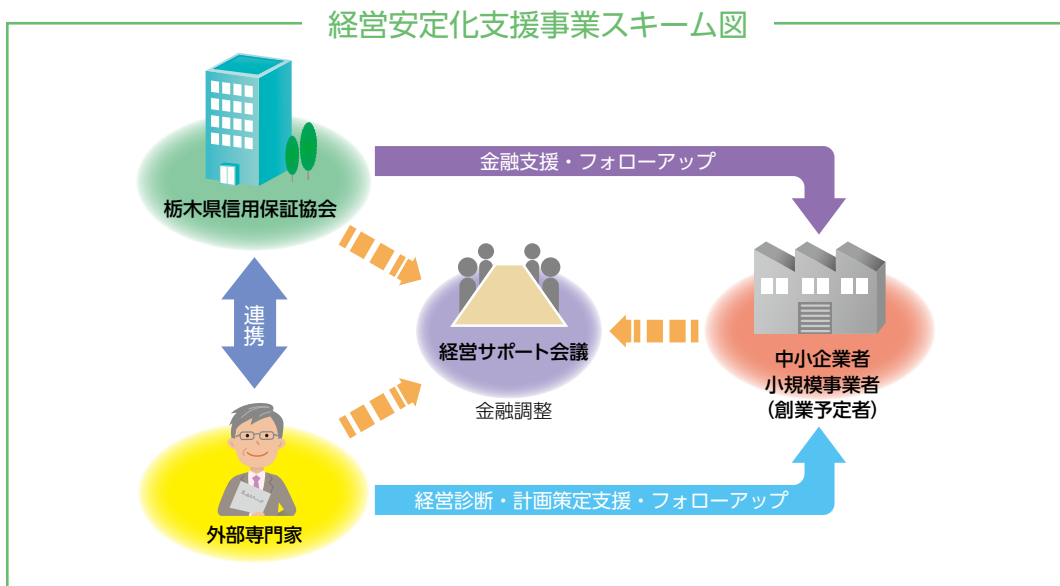 経営安定化支援事業スキーム図
金融支援・フォローアップ
栃木県信用保証協会
連携
経営サポート会議
金融調整
中小企業者
小規模事業者
(創業予定者)
経営診断・計画策定支援・フォローアップ
外部専門家